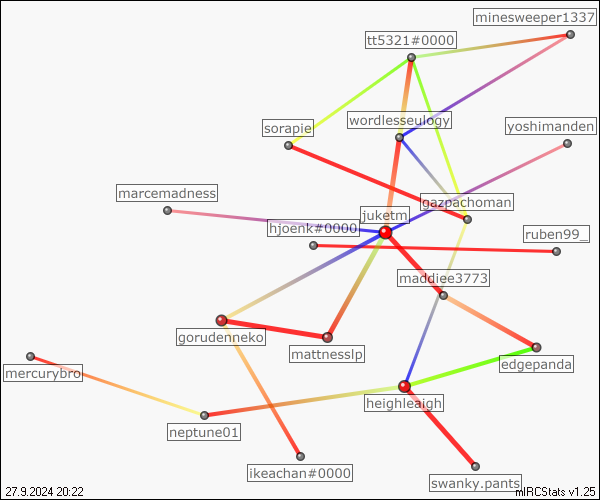 minesweeper1337
tt5321#0000
wordlesseulogy
sorapie
yoshimanden
marcemadness
gazpachoman
juketm
hjoenk#0000
ruben99_
maddiee3773
gorudenneko
mattnesslp
edgepanda
mercurybro
heighleaigh
neptune01
ikeachan#0000
swanky.pants
27.9.2024 20:22
mIRCStats v1.25